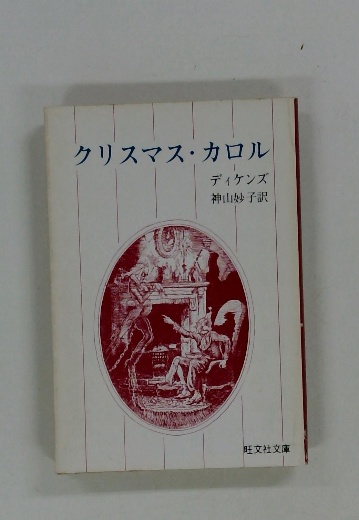 クリスマス・カロル
ディケンズ
神山妙子訳
旺文社文庫